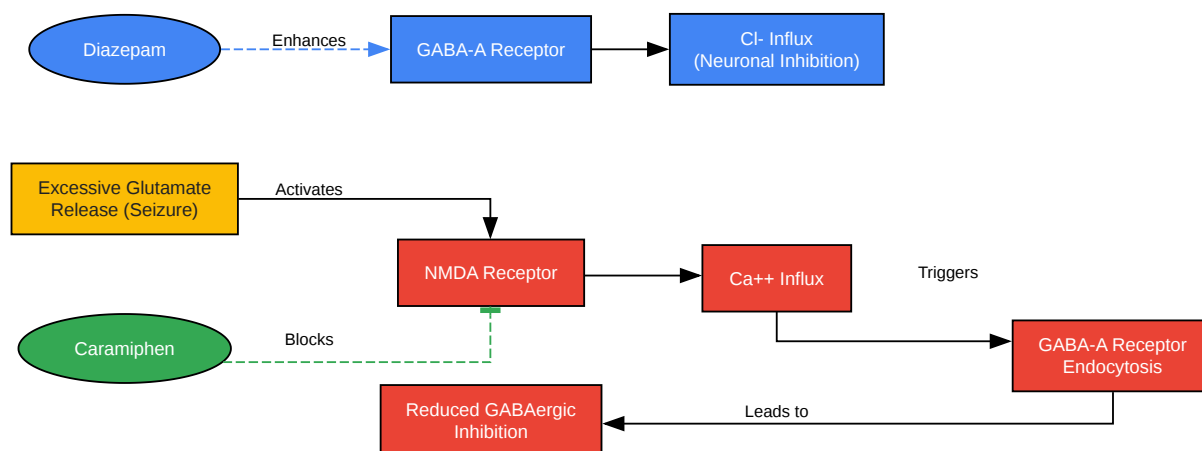 Diazepam
Enhances
GABA-A Receptor
Cl- Influx
(Neuronal Inhibition)
Excessive Glutamate
Release (Seizure)
Activates
NMDA Receptor
Ca++ Influx
Triggers
Caramiphen
Blocks
GABA-A Receptor
Endocytosis
Reduced GABAergic
Inhibition
Leads to